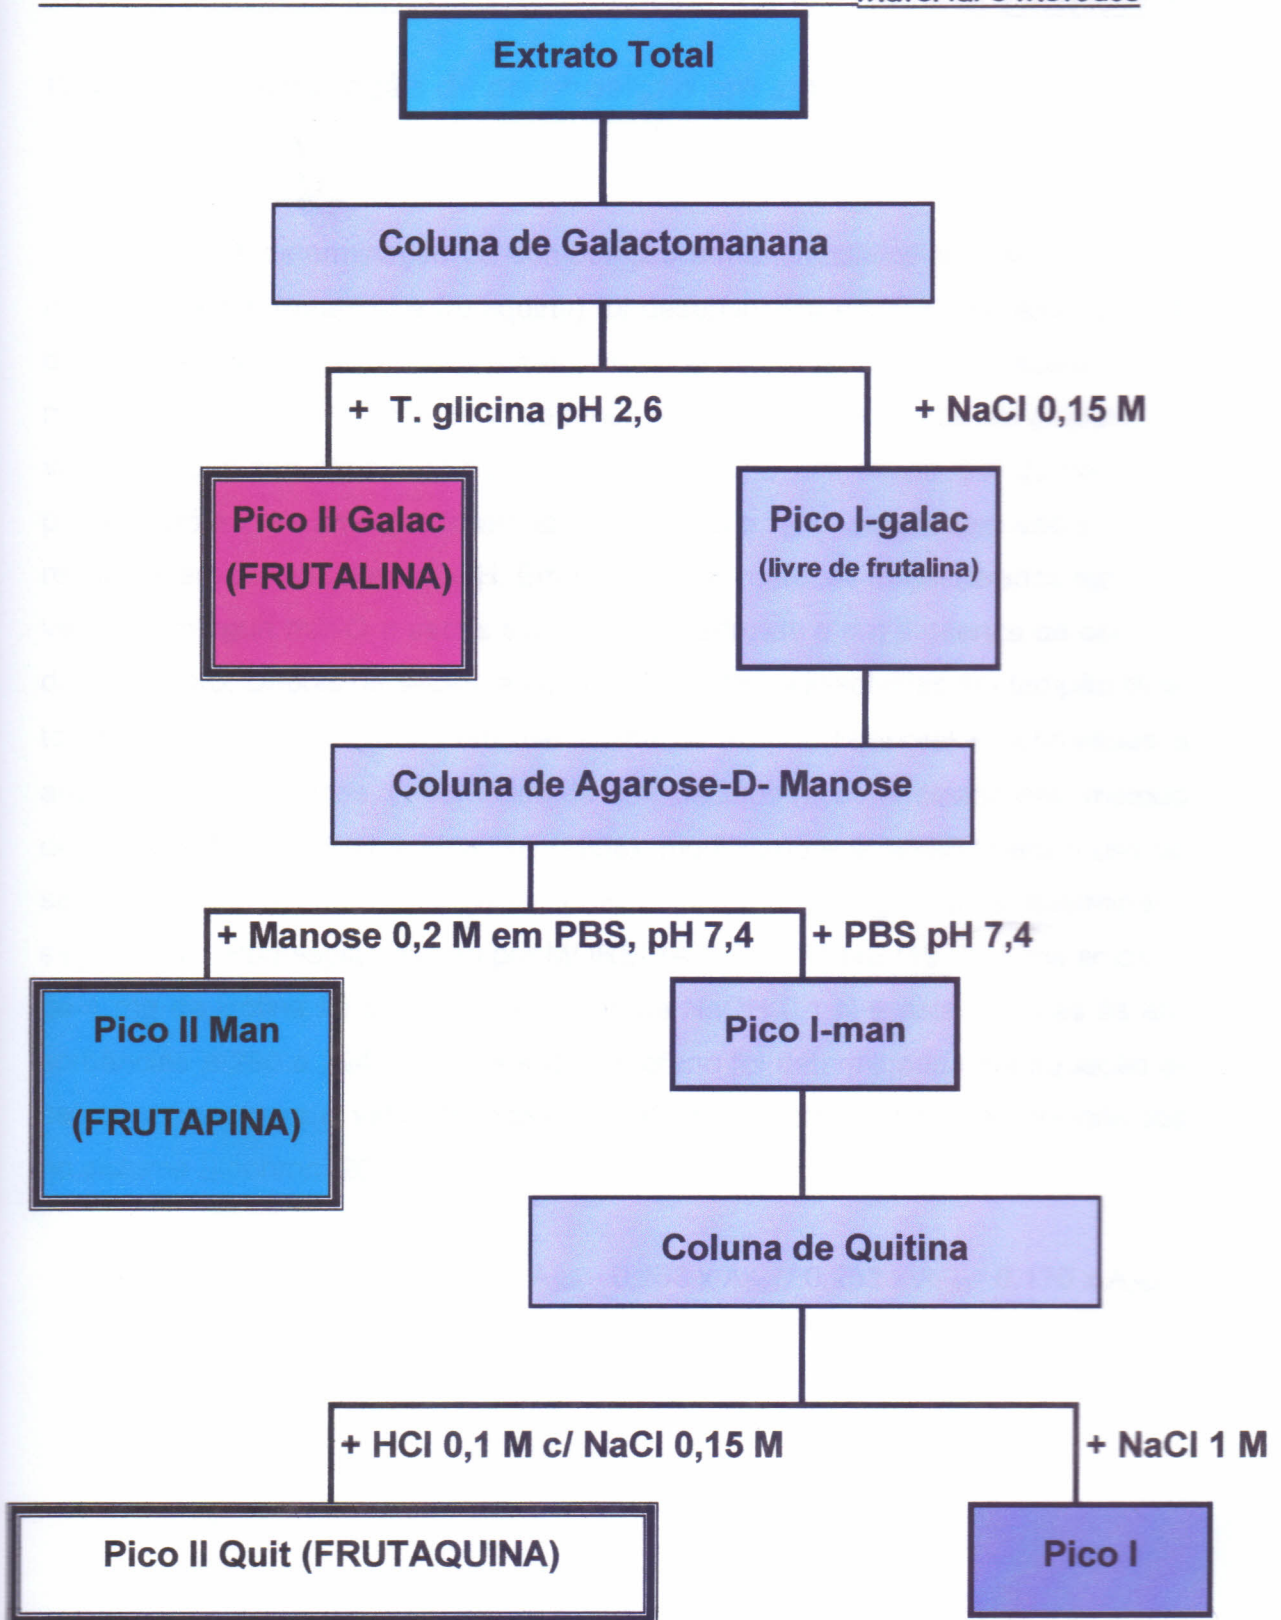 Extrato Total
Coluna de Galactomanana
+ T. glicina pH 2,6
+ NaCl 0,15 M
Pico II Galac
(FRUTALINA)
Pico I-galac
(livre de frutalina)
Coluna de Agarose-D- Manose
+ Manose 0,2 M em PBS, pH 7,4
+ PBS pH 7,4
Pico II Man
(FRUTAPINA)
Pico I-man
Coluna de Quitina
+ HCl 0,1 M c/ NaCl 0,15 M
+ NaCl 1 M
Pico II Quit (FRUTAQUINA)
Pico I